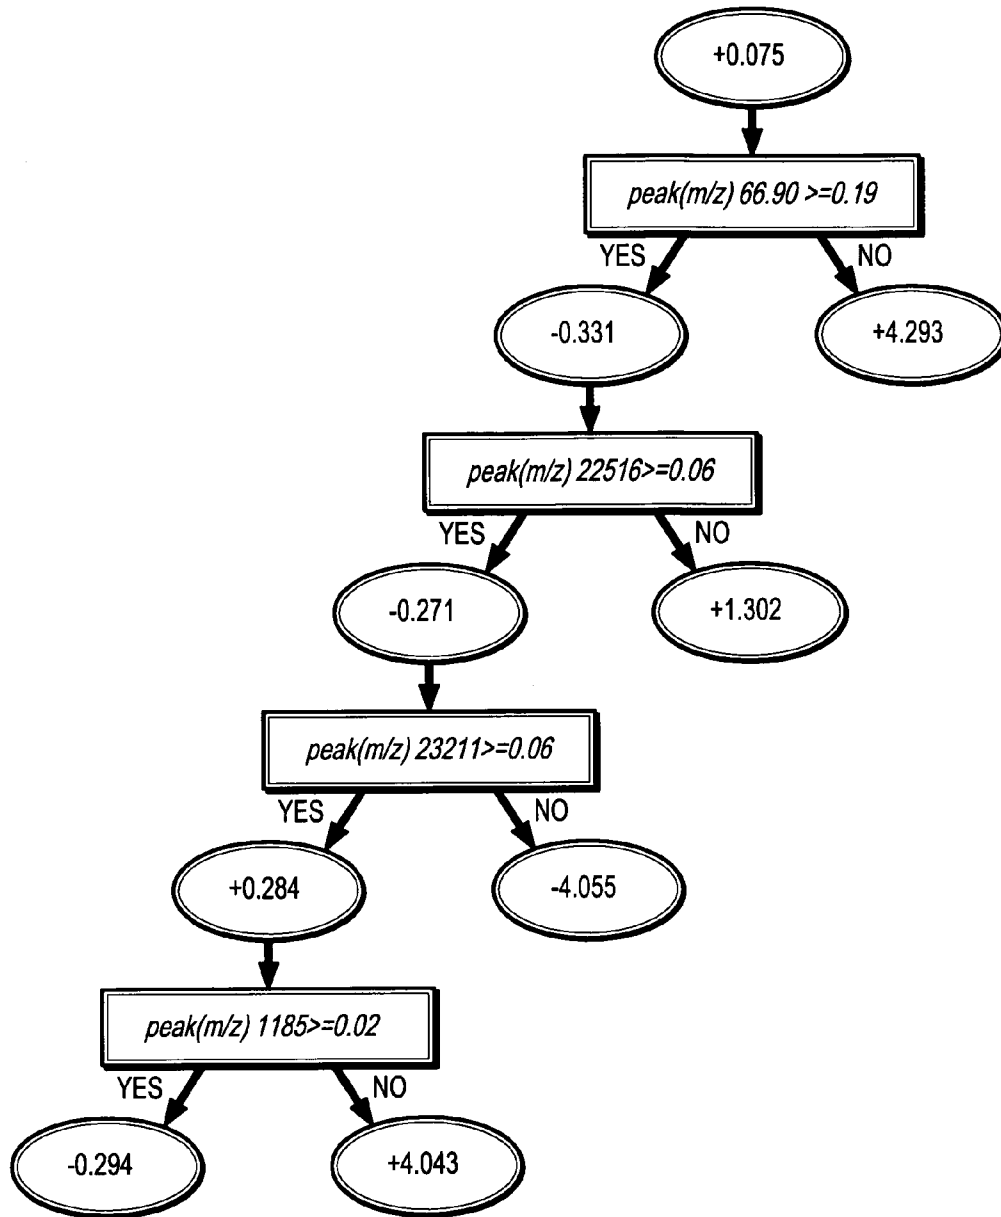 +0.075
peak(m/z) 66.90 >=0.19
YES
NO
-0.331
+4.293
peak(m/z) 22516>=0.06
YES
NO
-0.271
+1.302
peak(m/z) 23211>=0.06
YES
NO
+0.284
-4.055
peak(m/z) 1185>=0.02
YES
NO
-0.294
+4.043